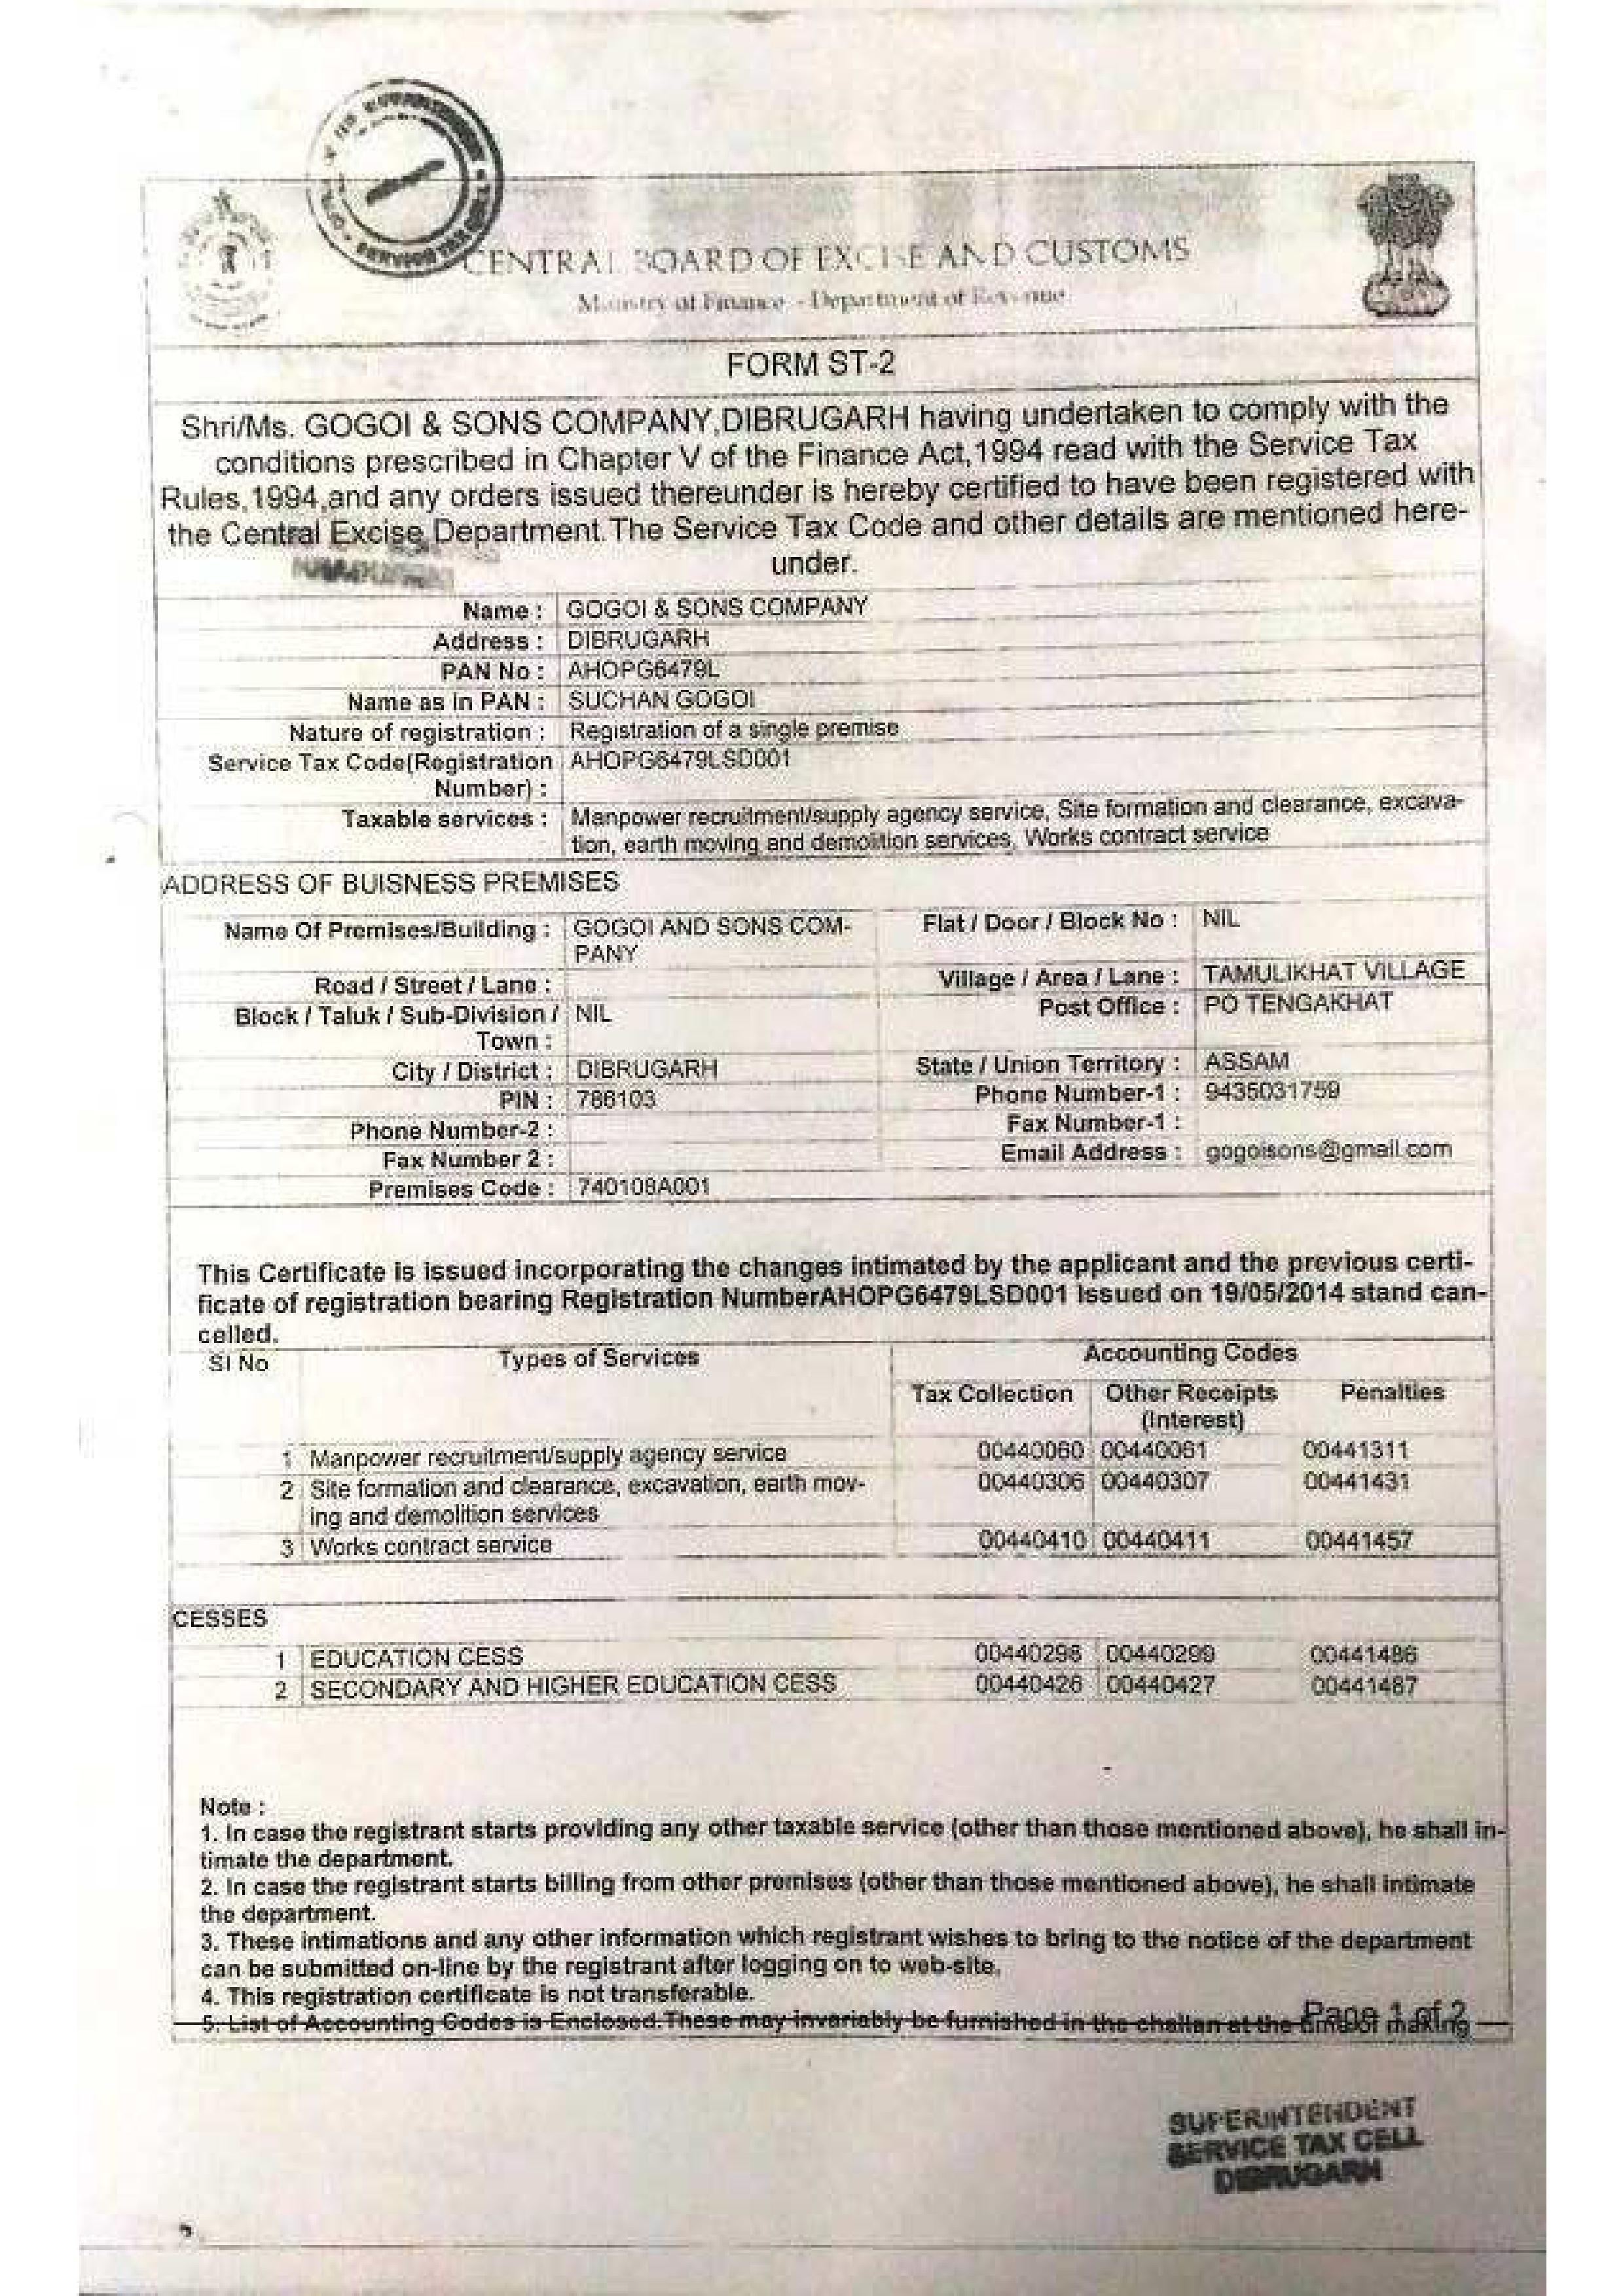 CENTRAL BOARD OF EXCISE AND CUSTOMS
Ministry of Finance - Department of Revenue
FORM ST-2
Shri/Ms. GOGOI & SONS COMPANY,DIBRUGARH having undertaken to comply with the
conditions prescribed in Chapter V of the Finance Act,1994 read with the Service Tax
Rules,1994,and any orders issued thereunder is hereby certified to have been registered with
the Central Excise Department.The Service Tax Code and other details are mentioned here-
under.
Name : GOGOI & SONS COMPANY
Address : DIBRUGARH
PAN No : AHOPG6479L
Name as in PAN : SUCHAN GOGOI
Nature of registration : Registration of a single premise
Service Tax Code(Registration AHOPG6479LSD001
Number) :
Taxable services : Manpower recruitment/supply agency service, Site formation and clearance, excava-
tion, earth moving and demolition services, Works contract service
ADDRESS OF BUISNESS PREMISES
Name Of Premises/Building : GOGOI AND SONS COM- Flat / Door / Block No : NIL
PANY
Road / Street / Lane : Village / Area / Lane : TAMULIKHAT VILLAGE
Block / Taluk / Sub-Division / NIL Post Office : PO TENGAKHAT
Town :
City / District : DIBRUGARH State / Union Territory : ASSAM
PIN : 786103 Phone Number-1 : 9435031759
Phone Number-2 : Fax Number-1 :
Fax Number 2 : Email Address : gogoisons@gmail.com
Premises Code : 740108A001
This Certificate is issued incorporating the changes intimated by the applicant and the previous certi-
ficate of registration bearing Registration NumberAHOPG6479LSD001 Issued on 19/05/2014 stand can-
celled.
Sl No Types of Services Accounting Codes
Tax Collection Other Receipts Penalties
(Interest)
1 Manpower recruitment/supply agency service 00440060 00440061 00441311
2 Site formation and clearance, excavation, earth mov- 00440306 00440307 00441431
ing and demolition services
3 Works contract service 00440410 00440411 00441457
CESSES
1 EDUCATION CESS 00440298 00440299 00441486
2 SECONDARY AND HIGHER EDUCATION CESS 00440426 00440427 00441487
Note :
1. In case the registrant starts providing any other taxable service (other than those mentioned above), he shall in-
timate the department.
2. In case the registrant starts billing from other premises (other than those mentioned above), he shall intimate
the department.
3. These intimations and any other information which registrant wishes to bring to the notice of the department
can be submitted on-line by the registrant after logging on to web-site.
4. This registration certificate is not transferable.
5. List of Accounting Codes is Enclosed.These may invariably be furnished in the challan at the time of making
Page 1 of 2
SUPERINTENDENT
SERVICE TAX CELL
DIBRUGARH